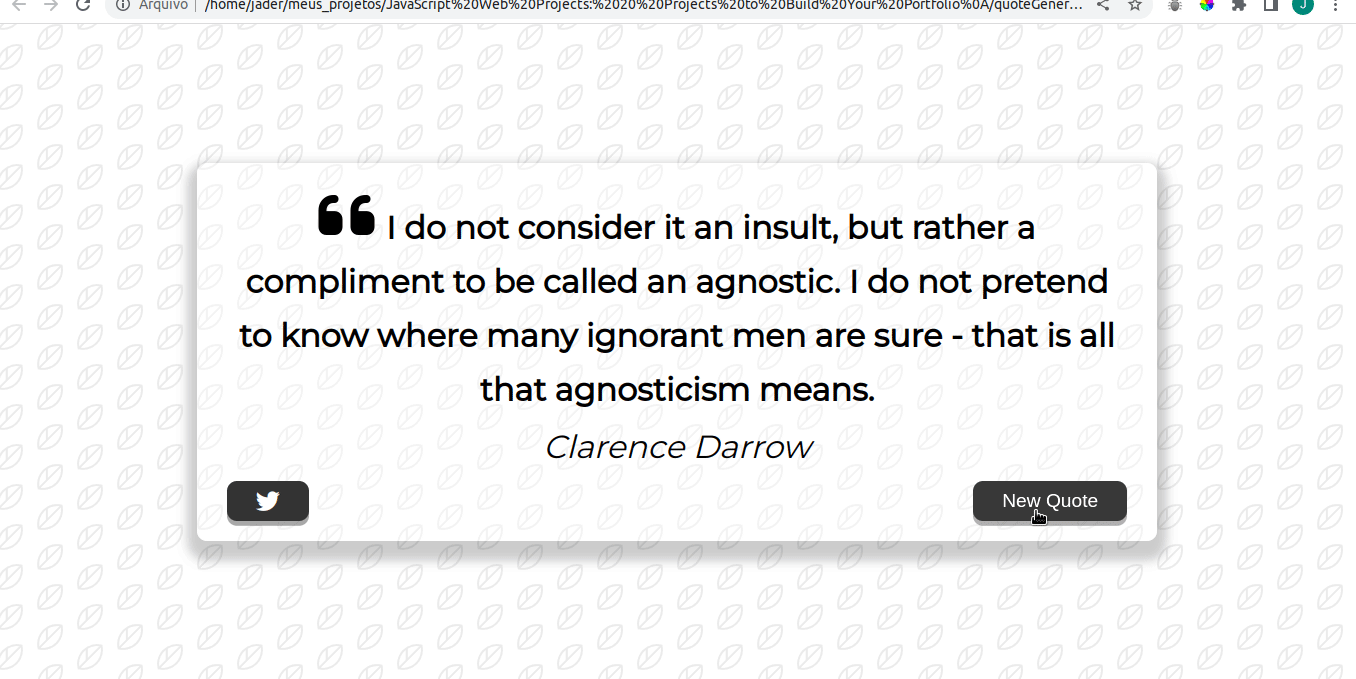 Arquivo /home/jader/meus_projetos/JavaScript%20Web%20Projects:%2020%20Projects%20to%20Build%20Your%20Portfolio%0A/quoteGener... J
I do not consider it an insult, but rather a
compliment to be called an agnostic. I do not pretend
to know where many ignorant men are sure - that is all
that agnosticism means.
Clarence Darrow
New Quote